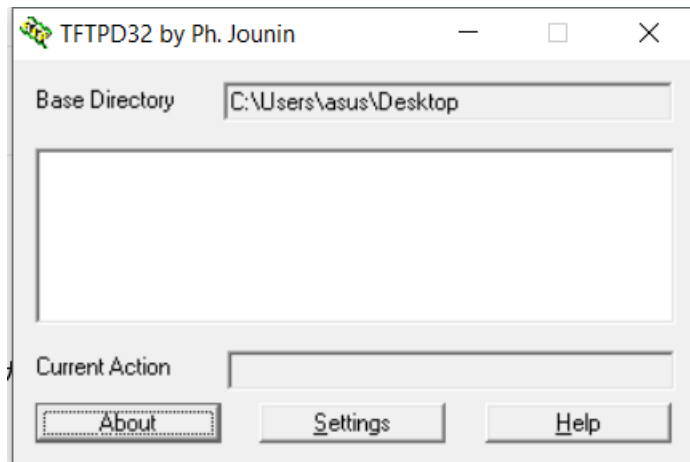 TFTPD32 by Ph. Jounin
Base Directory C:\Users\asus\Desktop
Current Action
About Settings Help